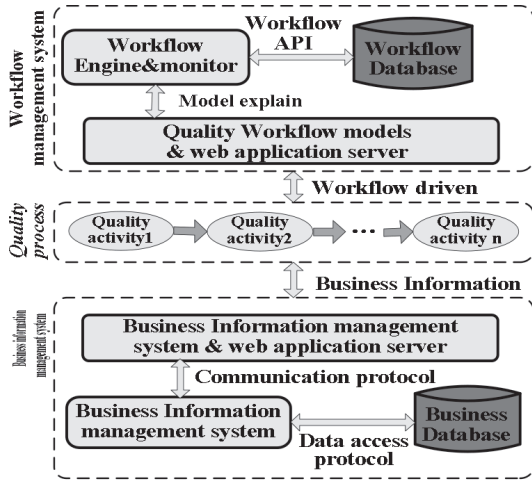 Workflow
management system
Workflow
Engine&monitor
Workflow
API
Workflow
Database
Model explain
Quality Workflow models
& web application server
Workflow driven
Quality
process
Quality
activity1
Quality
activity2
...
Quality
activity n
Business Information
Business information
management system
Business Information management
system & web application server
Communication protocol
Business Information
management system
Data access
protocol
Business
Database